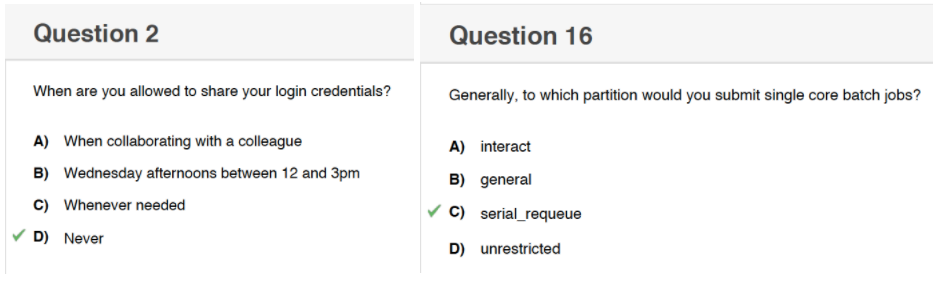 Question 2
When are you allowed to share your login credentials?
A) When collaborating with a colleague
B) Wednesday afternoons between 12 and 3pm
C) Whenever needed
D) Never
Question 16
Generally, to which partition would you submit single core batch jobs?
A) interact
B) general
C) serial_requeue
D) unrestricted